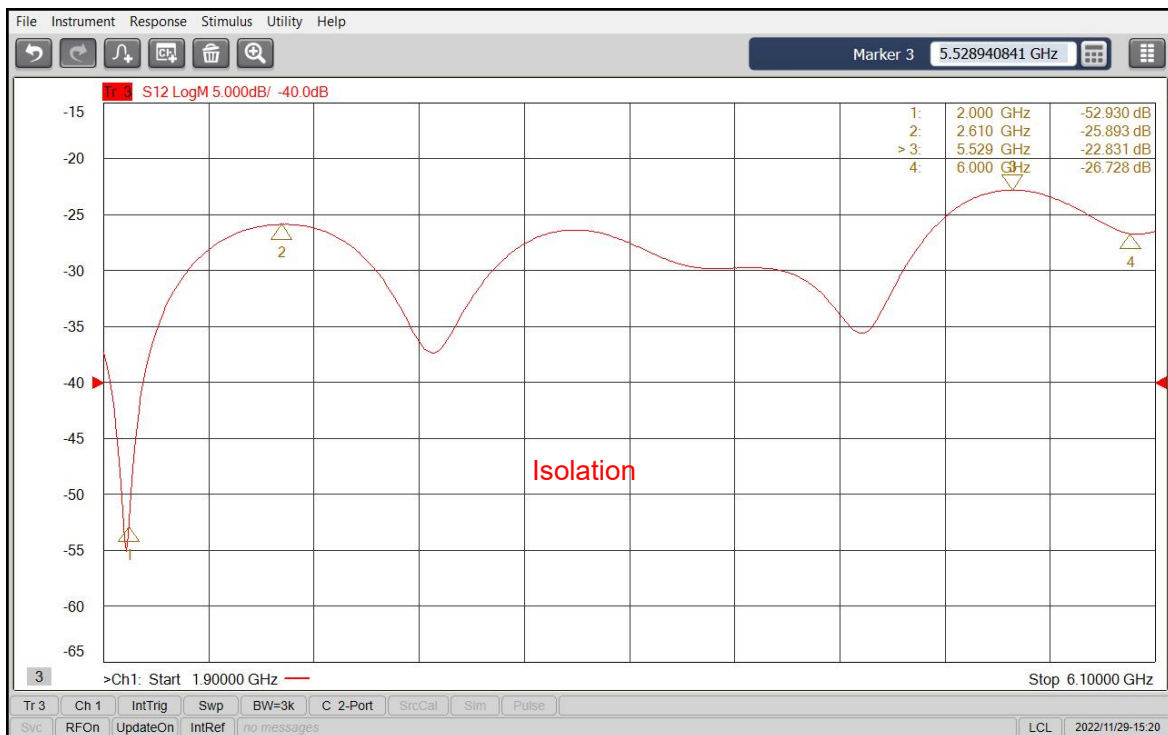 File Instrument Response Stimulus Utility Help
Marker 3 5.528940841 GHz
Tr 3 S12 LogM 5.000dB/ -40.0dB
1: 2.000 GHz -52.930 dB
2: 2.610 GHz -25.893 dB
> 3: 5.529 GHz -22.831 dB
4: 6.000 GHz -26.728 dB
-15
-20
3
-25
2
4
-30
-35
-40
-45
Isolation
-50
-55
1
-60
-65
3 >Ch1: Start 1.90000 GHz Stop 6.10000 GHz
Tr 3 Ch 1 IntTrig Swp BW=3k C 2-Port SrcCal Sim Pulse
Svc RFOn UpdateOn IntRef no messages LCL 2022/11/29-15:20